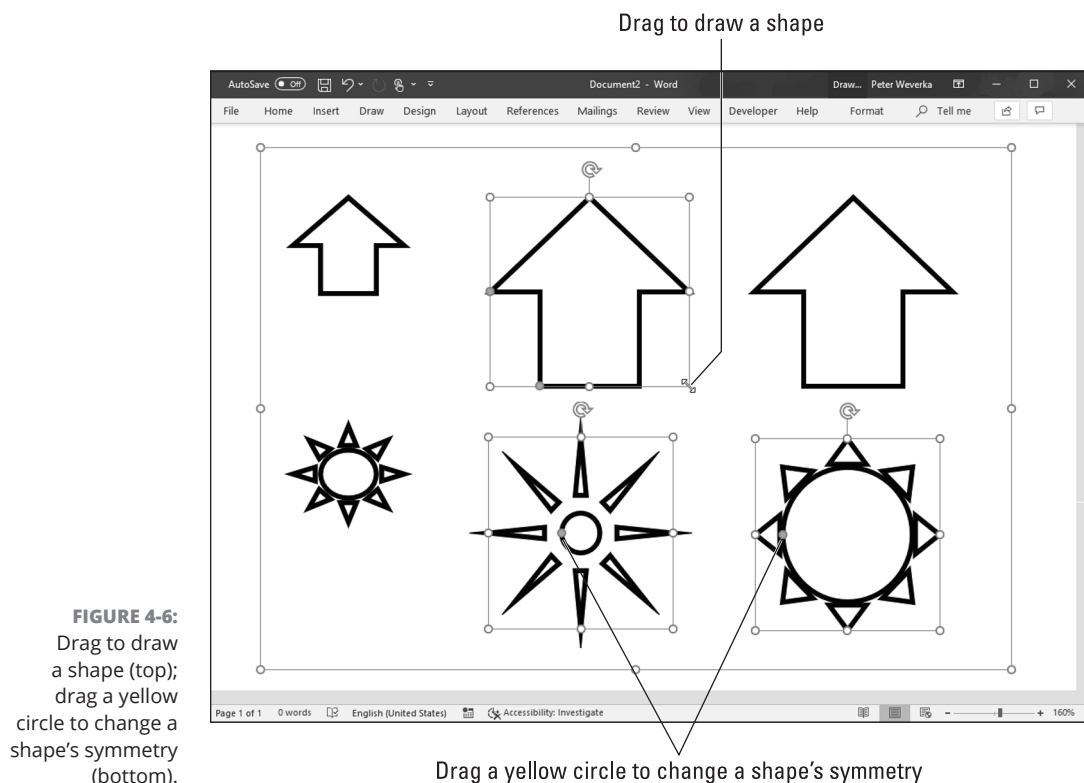 Drag to draw a shape
AutoSave Off Document2 - Word Draw... Peter Weverka
File Home Insert Draw Design Layout References Mailings Review View Developer Help Format Tell me
FIGURE 4-6:
Drag to draw
a shape (top);
drag a yellow
circle to change a
shape’s symmetry
(bottom).
Page 1 of 1 0 words English (United States) Accessibility: Investigate - + 160%
Drag a yellow circle to change a shape’s symmetry